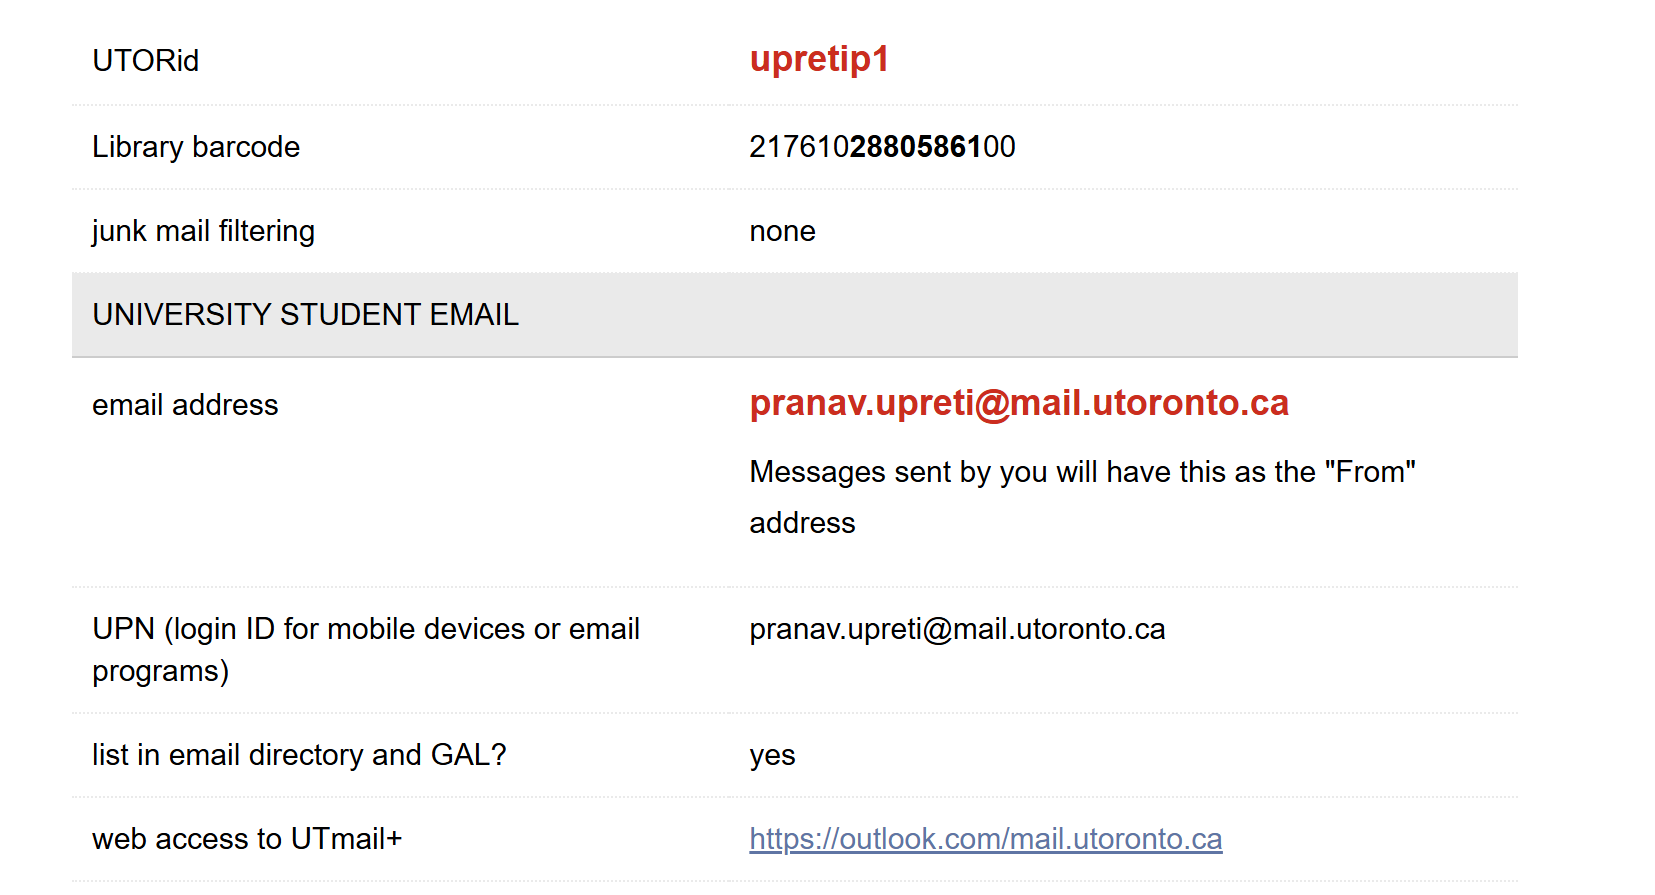 UTORid upretip1
Library barcode 21761028805861​00
junk mail filtering none
UNIVERSITY STUDENT EMAIL
email address pranav.upreti@mail.utoronto.ca
Messages sent by you will have this as the "From"
address
UPN (login ID for mobile devices or email pranav.upreti@mail.utoronto.ca
programs)
list in email directory and GAL? yes
web access to UTmail+ https://outlook.com/mail.utoronto.ca